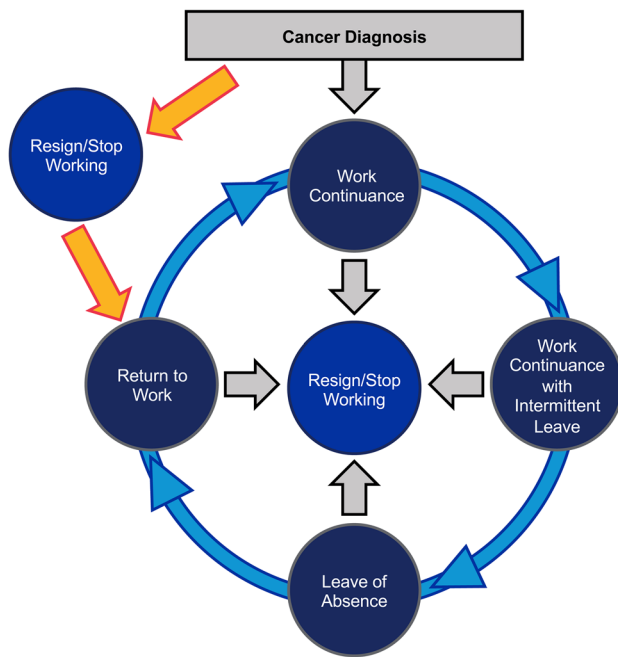 Cancer Diagnosis
Resign/Stop
Working
Work
Continuance
Return to
Work
Resign/Stop
Working
Work
Continuance
with
Intermittent
Leave
Leave of
Absence